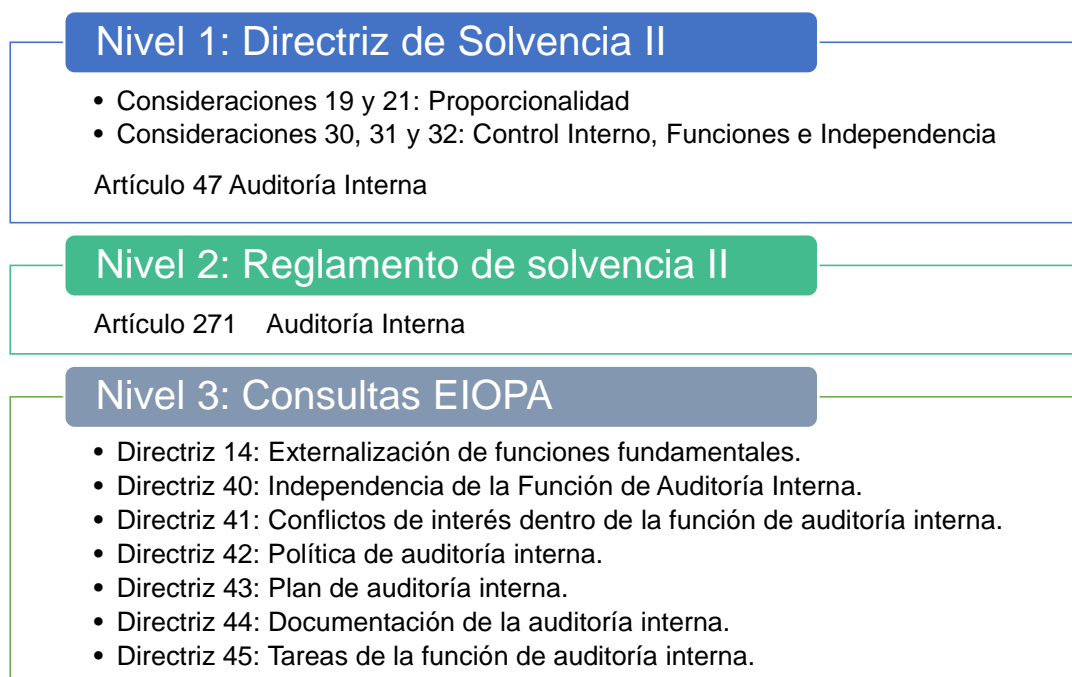 Nivel 1: Directriz de Solvencia II
• Consideraciones 19 y 21: Proporcionalidad
• Consideraciones 30, 31 y 32: Control Interno, Funciones e Independencia
Artículo 47 Auditoría Interna
Nivel 2: Reglamento de solvencia II
Artículo 271 Auditoría Interna
Nivel 3: Consultas EIOPA
• Directriz 14: Externalización de funciones fundamentales.
• Directriz 40: Independencia de la Función de Auditoría Interna.
• Directriz 41: Conflictos de interés dentro de la función de auditoría interna.
• Directriz 42: Política de auditoría interna.
• Directriz 43: Plan de auditoría interna.
• Directriz 44: Documentación de la auditoría interna.
• Directriz 45: Tareas de la función de auditoría interna.